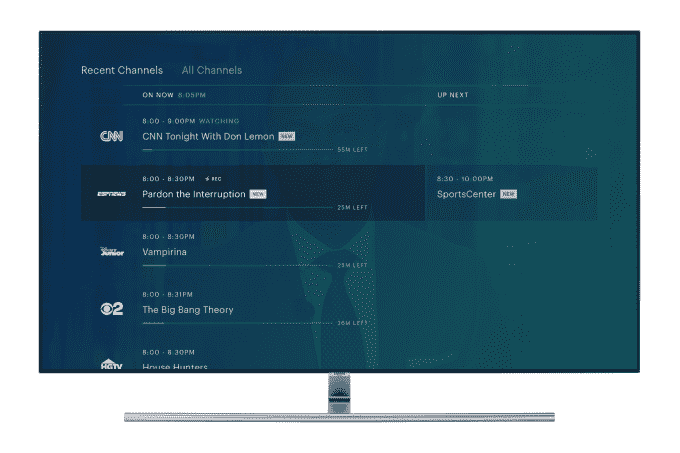 Recent Channels All Channels
ON NOW 8:05PM UP NEXT
8:00 - 9:00PM WATCHING
CNN
CNN Tonight With Don Lemon NEW
55M LEFT
8:00 - 8:30PM REC 8:30 - 10:00PM
ESPNEWS
Pardon the Interruption NEW SportsCenter NEW
25M LEFT
8:00 - 8:30PM
Disney Junior
Vampirina
25M LEFT
8:00 - 8:31PM
2
The Big Bang Theory
26M LEFT
8:00 - 8:30PM
HGTV
House Hunters